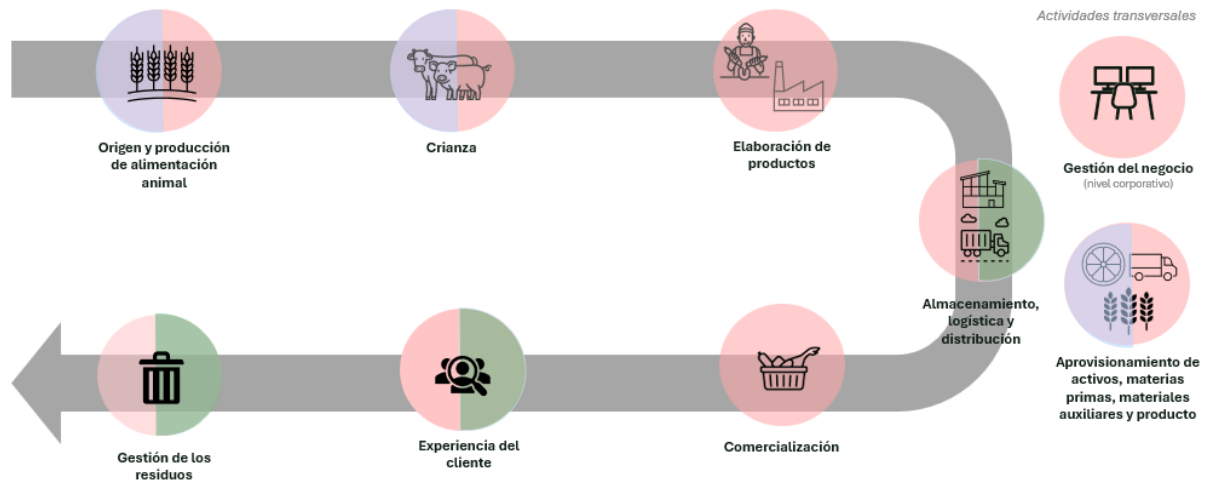 Actividades transversales
Origen y producción
de alimentación
animal
Crianza
Elaboración de
productos
Gestión del negocio
(nivel corporativo)
Almacenamiento,
logística y
distribución
Aprovisionamiento de
activos, materias
primas, materiales
auxiliares y producto
Comercialización
Experiencia del
cliente
Gestión de los
residuos